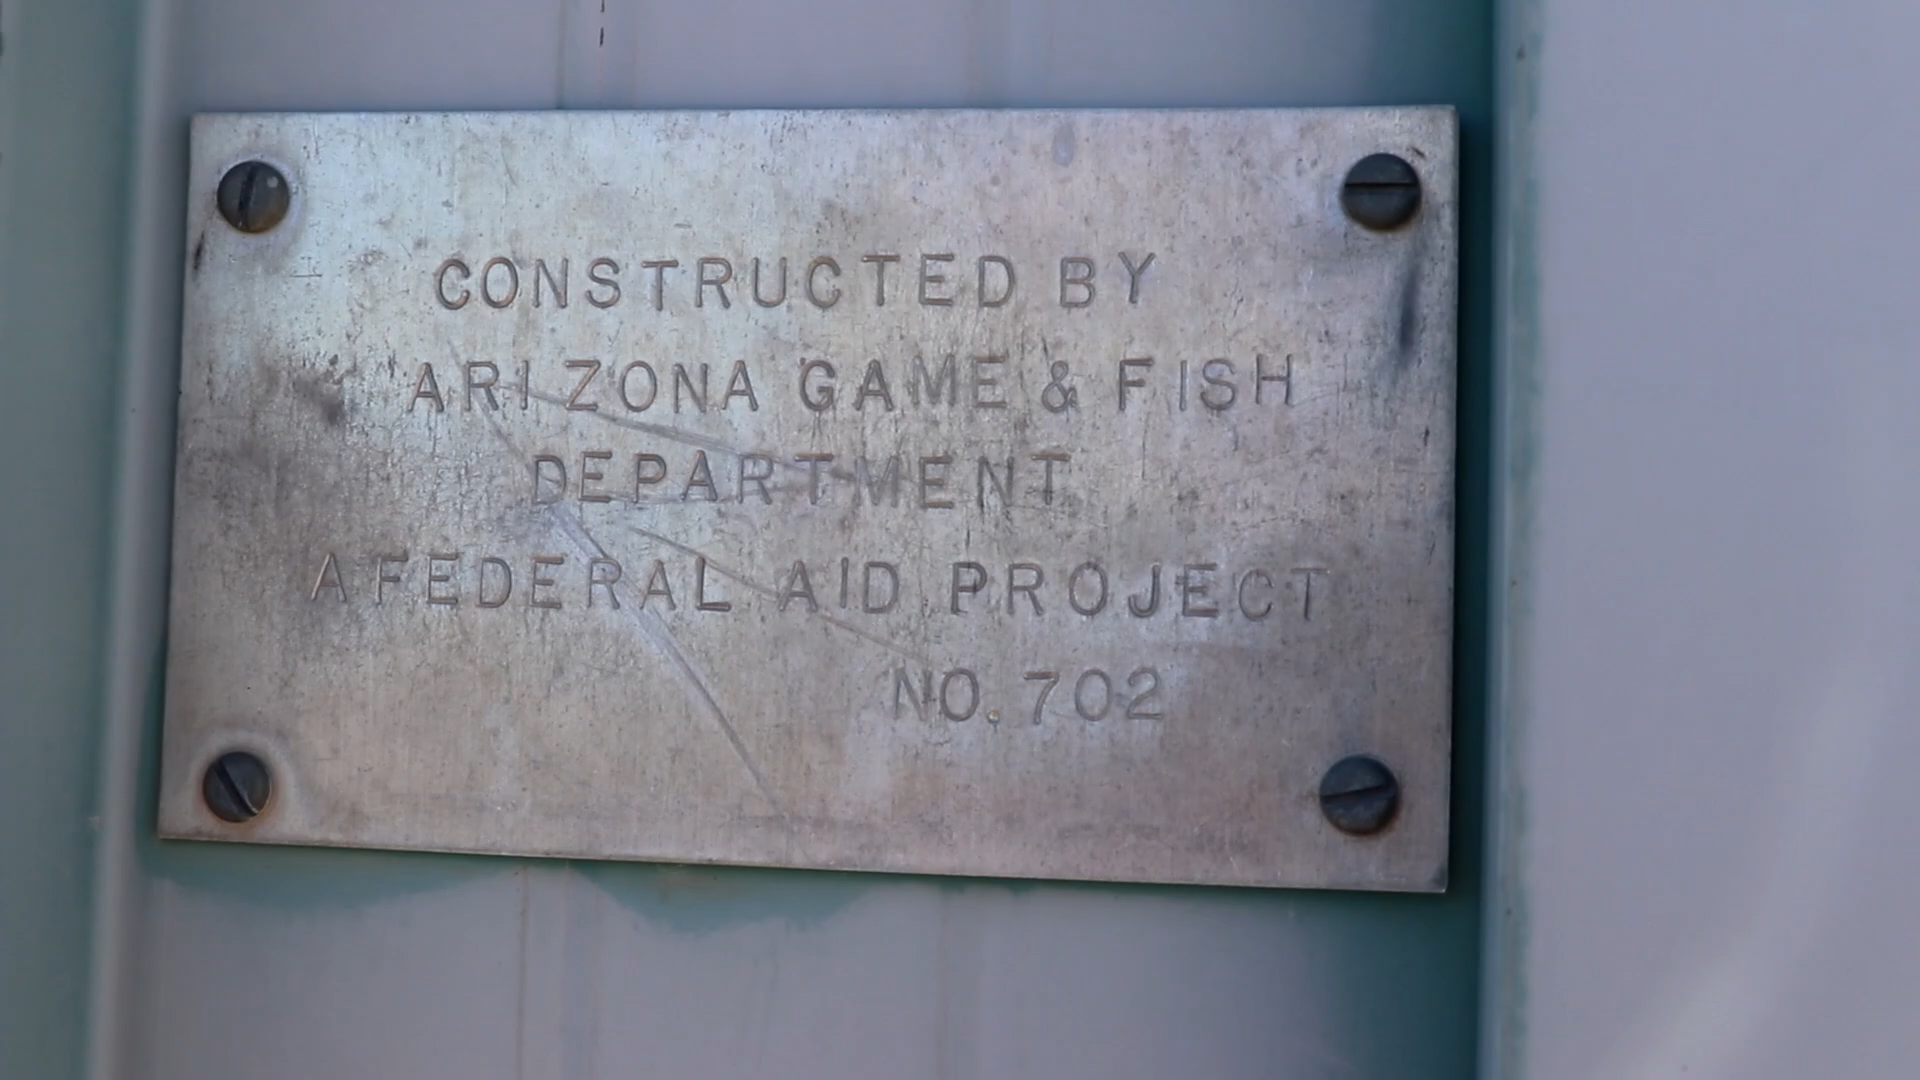 CONSTRUCTED BY
ARIZONA GAME & FISH
DEPARTMENT
A FEDERAL AID PROJECT
NO. 702